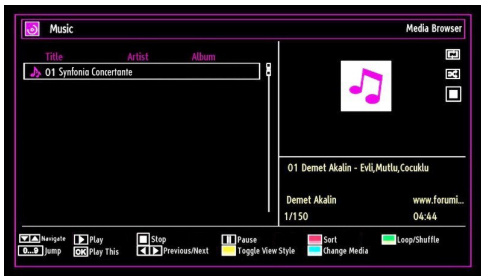 Music Media Browser
Title Artist Album
01 Synfonia Concertante
01 Demet Akalin - Evli,Mutlu,Cocuklu
Demet Akalin www.forumi...
1/150 04:44
Navigate Play Stop Pause Sort Loop/Shuffle
0...9 Jump OK Play This Previous/Next Toggle View Style Change Media